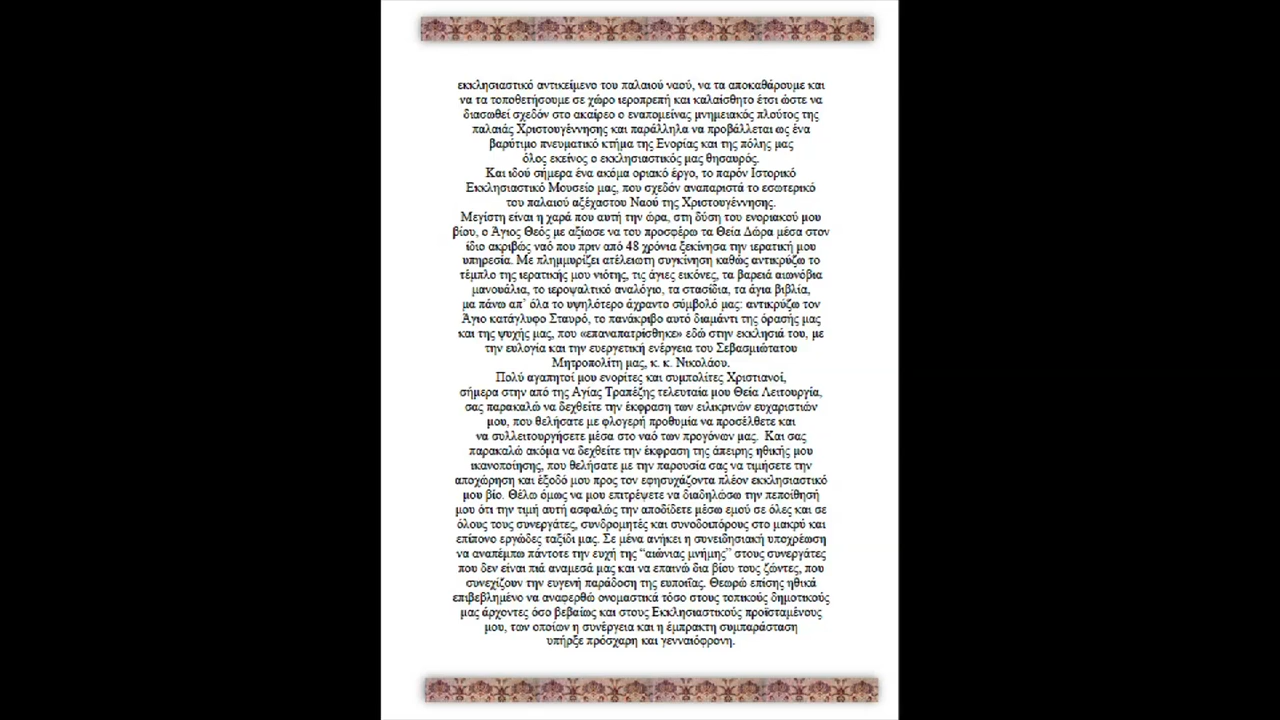 εκκλησιαστικό αντικείμενο του παλαιού ναού, να τα αποκαθάρουμε και
να τα τοποθετήσουμε σε χώρο ιεροπρεπή και καλαίσθητο έτσι ώστε να
διασωθεί σχεδόν στο ακαίρεο ο εναπομείνας μνημειακός πλούτος της
παλαιάς Χριστουγέννησης και παράλληλα να προβάλλεται ως ένα
βαρύτιμο πνευματικό κτήμα της Ενορίας και της πόλης μας
όλος εκείνος ο εκκλησιαστικός μας θησαυρός.
Και ιδού σήμερα ένα ακόμα οριακό έργο, το παρόν Ιστορικό
Εκκλησιαστικό Μουσείο μας, που σχεδόν αναπαριστά το εσωτερικό
του παλαιού αξέχαστου Ναού της Χριστουγέννησης.
Μεγίστη είναι η χαρά που αυτή την ώρα, στη δύση του ενοριακού μου
βίου, ο Άγιος Θεός με αξίωσε να του προσφέρω τα Θεία Δώρα μέσα στον
ίδιο ακριβώς ναό που πριν από 48 χρόνια ξεκίνησα την ιερατική μου
υπηρεσία. Με πλημμυρίζει ατέλειωτη συγκίνηση καθώς αντικρύζω το
τέμπλο της ιερατικής μου νιότης, τις άγιες εικόνες, τα βαρειά αιωνόβια
μανουάλια, το ιεροψαλτικό αναλόγιο, τα στασίδια, τα άγια βιβλία,
μα πάνω απ΄ όλα το υψηλότερο άχραντο σύμβολό μας: αντικρύζω τον
Άγιο κατάγλυφο Σταυρό, το πανάκριβο αυτό διαμάντι της όρασής μας
και της ψυχής μας, που «επαναπατρίσθηκε» εδώ στην εκκλησιά του, με
την ευλογία και την ευεργετική ενέργεια του Σεβασμιώτατου
Μητροπολίτη μας, κ. κ. Νικολάου.
Πολύ αγαπητοί μου ενορίτες και συμπολίτες Χριστιανοί,
σήμερα στην από της Αγίας Τραπέζης τελευταία μου Θεία Λειτουργία,
σας παρακαλώ να δεχθείτε την έκφραση των ειλικρινών ευχαριστιών
μου, που θελήσατε με φλογερή προθυμία να προσέλθετε και
να συλλειτουργήσετε μέσα στο ναό των προγόνων μας. Και σας
παρακαλώ ακόμα να δεχθείτε την έκφραση της άπειρης ηθικής μου
ικανοποίησης, που θελήσατε με την παρουσία σας να τιμήσετε την
αποχώρηση και έξοδό μου προς τον εφησυχάζοντα πλέον εκκλησιαστικό
μου βίο. Θέλω όμως να μου επιτρέψετε να διαδηλώσω την πεποίθησή
μου ότι την τιμή αυτή ασφαλώς την αποδίδετε μέσω εμού σε όλες και σε
όλους τους συνεργάτες, συνδρομητές και συνοδοιπόρους στο μακρύ και
επίπονο εργώδες ταξίδι μας. Σε μένα ανήκει η συνειδησιακή υποχρέωση
να αναπέμπω πάντοτε την ευχή της “αιώνιας μνήμης” στους συνεργάτες
που δεν είναι πιά αναμεσά μας και να επαινώ δια βίου τους ζώντες, που
συνεχίζουν την ευγενή παράδοση της ευποιΐας. Θεωρώ επίσης ηθικά
επιβεβλημένο να αναφερθώ ονομαστικά τόσο στους τοπικούς δημοτικούς
μας άρχοντες όσο βεβαίως και στους Εκκλησιαστικούς προϊσταμένους
μου, των οποίων η συνέργεια και η έμπρακτη συμπαράσταση
υπήρξε πρόσχαρη και γενναιόφρονη.